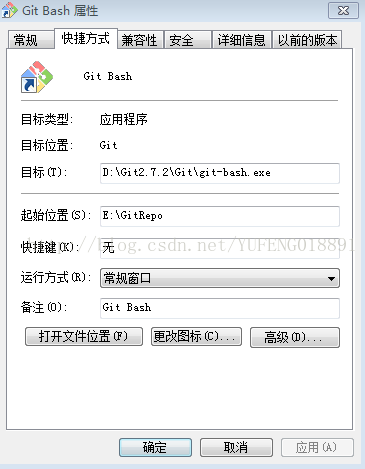 Git Bash 属性
常规 快捷方式 兼容性 安全 详细信息 以前的版本
Git Bash
目标类型: 应用程序
目标位置: Git
目标(T): D:\Git2.7.2\Git\git-bash.exe
起始位置(S): E:\GitRepo
http://blog.csdn.net/YUFENG018891
快捷键(K): 无
运行方式(R): 常规窗口
备注(O): Git Bash
打开文件位置(F) 更改图标(C)... 高级(D)...
确定 取消 应用(A)